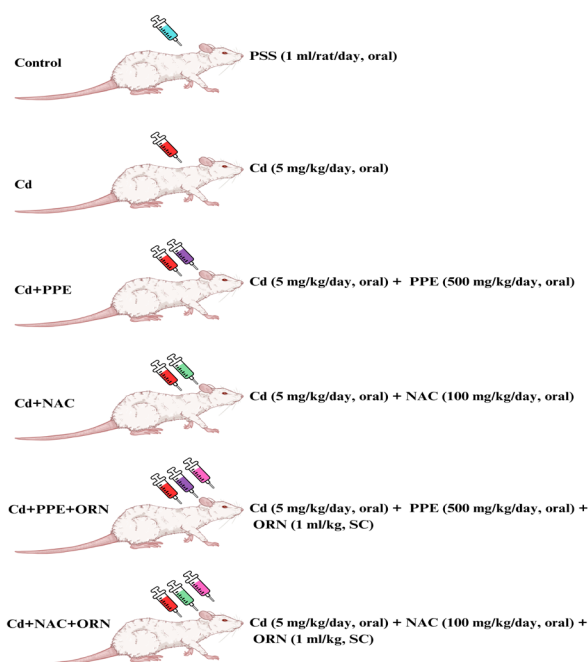 Control
PSS (1 ml/rat/day, oral)
Cd
Cd (5 mg/kg/day, oral)
Cd+PPE
Cd (5 mg/kg/day, oral) + PPE (500 mg/kg/day, oral)
Cd+NAC
Cd (5 mg/kg/day, oral) + NAC (100 mg/kg/day, oral)
Cd+PPE+ORN
Cd (5 mg/kg/day, oral) + PPE (500 mg/kg/day, oral) +
ORN (1 ml/kg, SC)
Cd+NAC+ORN
Cd (5 mg/kg/day, oral) + NAC (100 mg/kg/day, oral) +
ORN (1 ml/kg, SC)